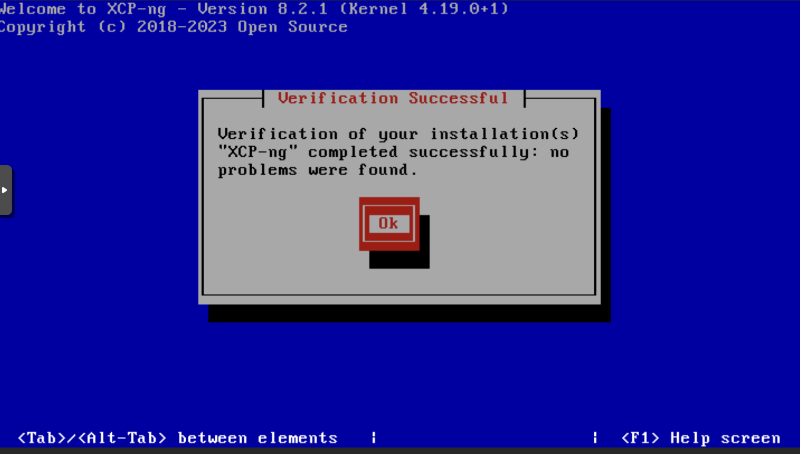 Welcome to XCP-ng - Version 8.2.1 (Kernel 4.19.0+1)
Copyright (c) 2018-2023 Open Source
Verification Successful
Verification of your installation(s)
"XCP-ng" completed successfully: no
problems were found.
Ok
<Tab>/<Alt-Tab> between elements | | <F1> Help screen